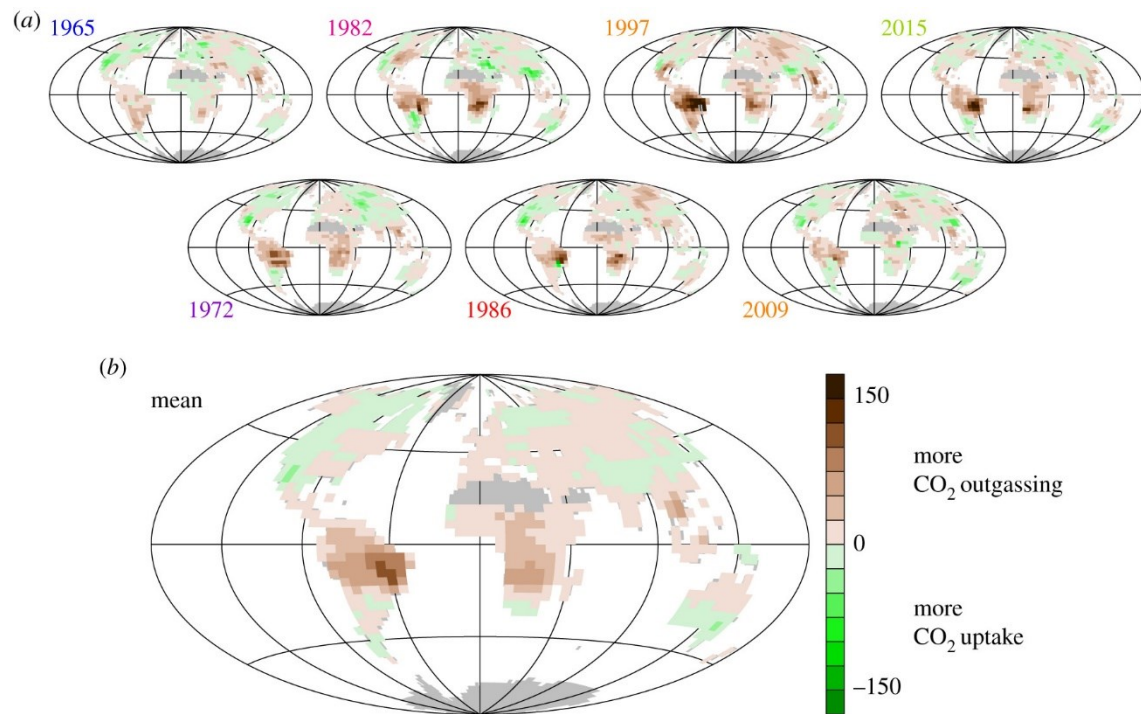 (a)
1965
1982
1997
2015
1972
1986
2009
(b)
mean
150
more
CO2 outgassing
0
more
CO2 uptake
–150